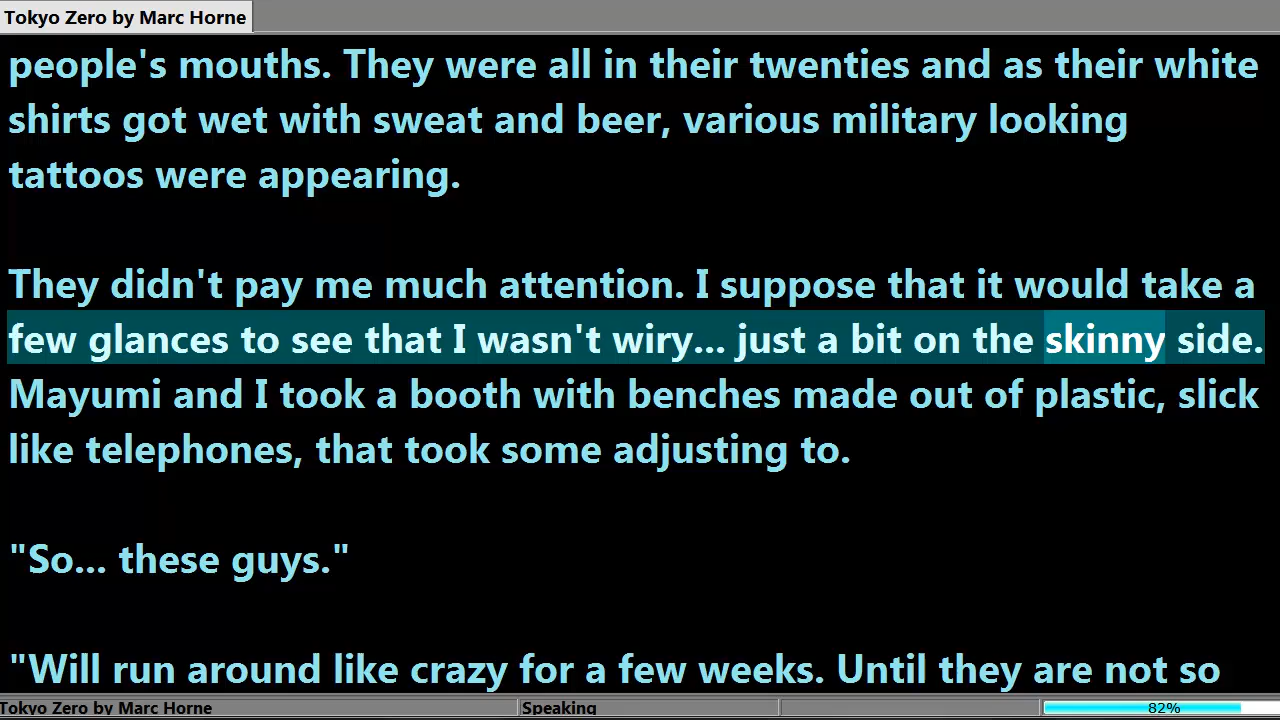 Tokyo Zero by Marc Horne
people's mouths. They were all in their twenties and as their white
shirts got wet with sweat and beer, various military looking
tattoos were appearing.
They didn't pay me much attention. I suppose that it would take a
few glances to see that I wasn't wiry... just a bit on the skinny side.
Mayumi and I took a booth with benches made out of plastic, slick
like telephones, that took some adjusting to.
"So... these guys."
"Will run around like crazy for a few weeks. Until they are not so
Tokyo Zero by Marc Horne Speaking 82%